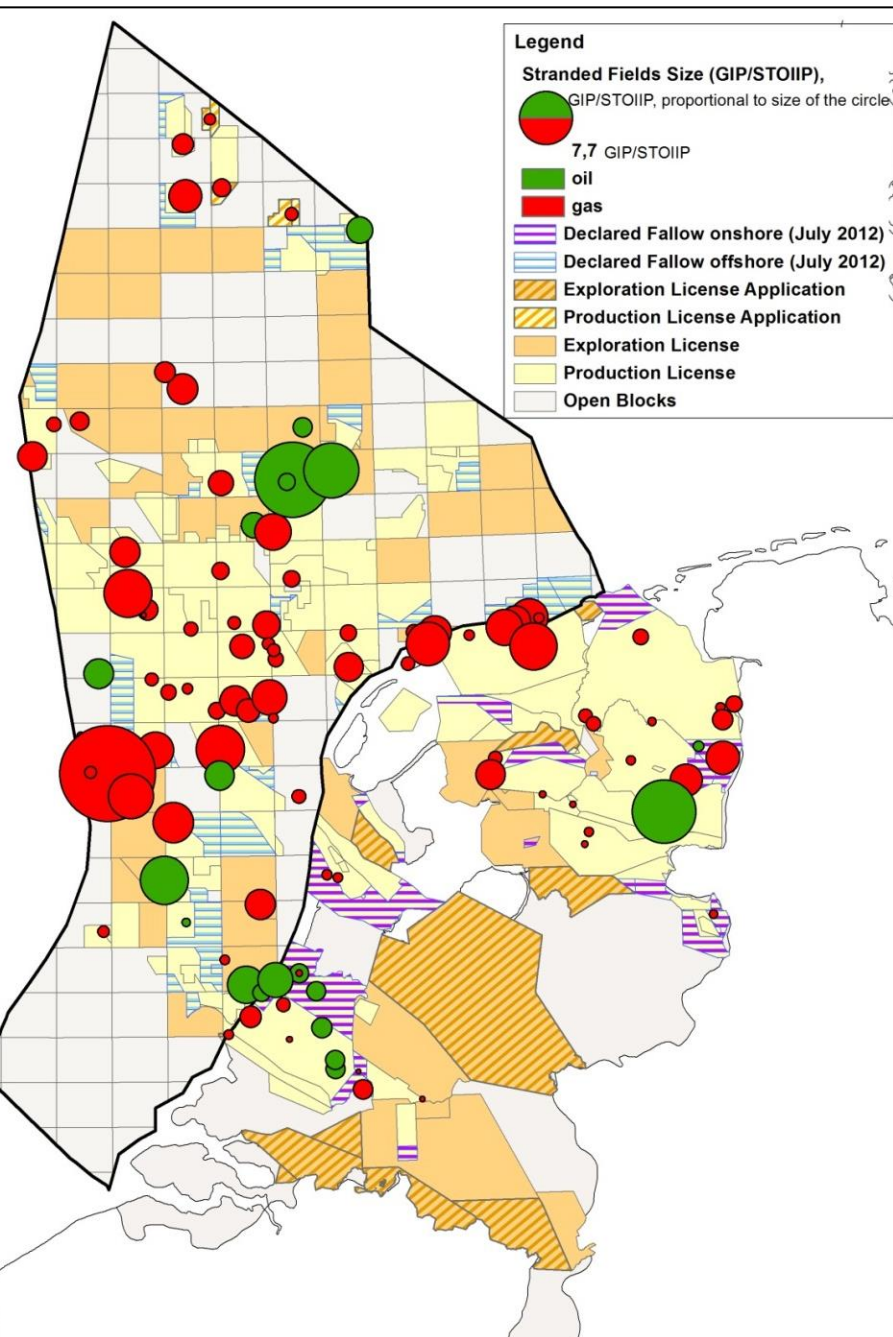 Legend
Stranded Fields Size (GIP/STOIIP),
GIP/STOIIP, proportional to size of the circle
7,7 GIP/STOIIP
oil
gas
Declared Fallow onshore (July 2012)
Declared Fallow offshore (July 2012)
Exploration License Application
Production License Application
Exploration License
Production License
Open Blocks